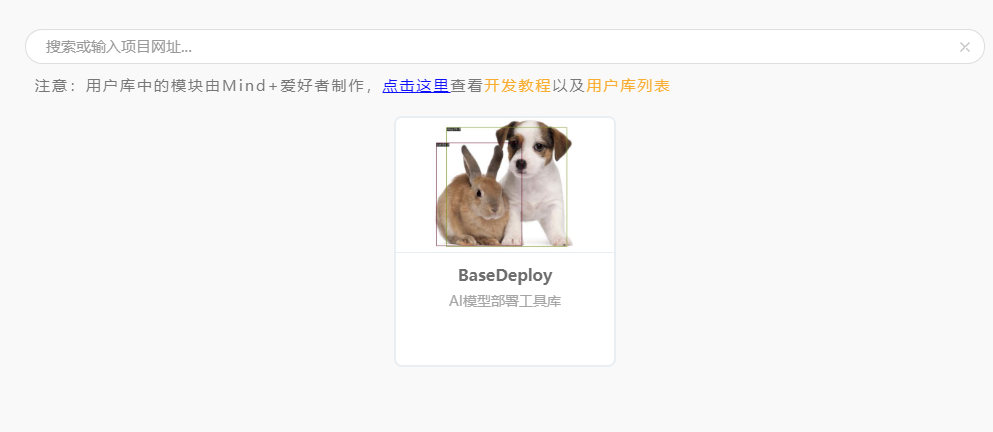 搜索或输入项目网址...
注意：用户库中的模块由Mind+爱好者制作，点击这里查看开发教程以及用户库列表
BaseDeploy
AI模型部署工具库